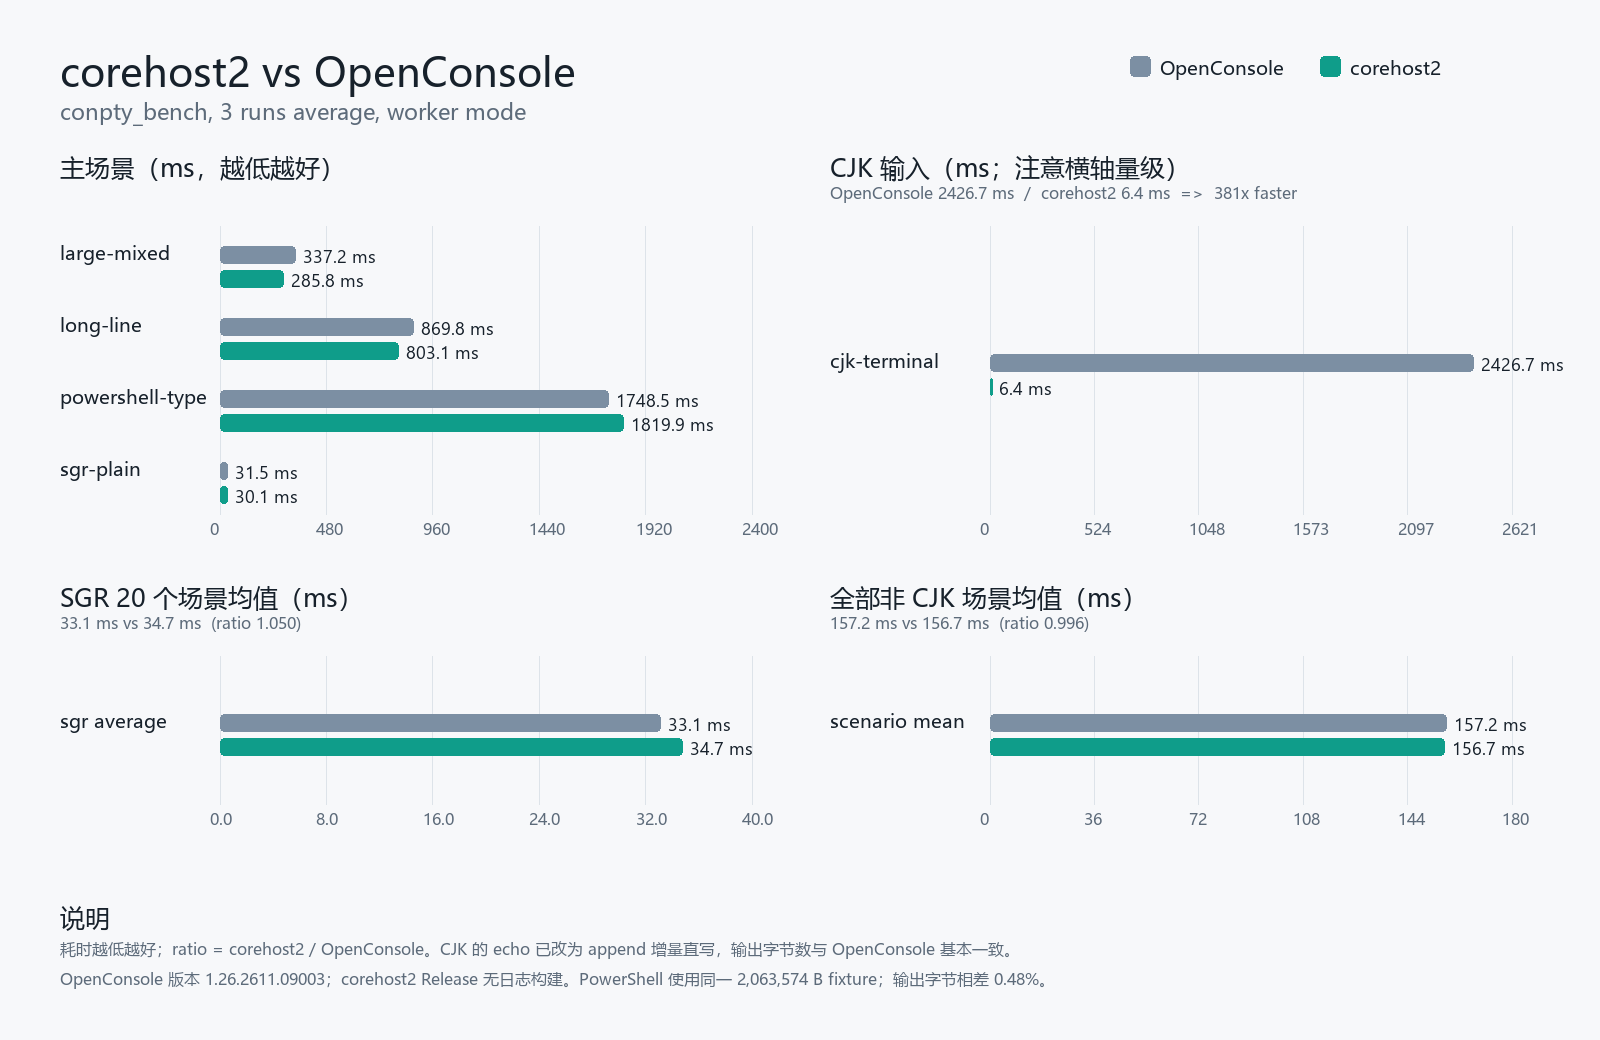 corehost2 vs OpenConsole
conpty_bench, 3 runs average, worker mode
OpenConsole
corehost2
主场景（ms，越低越好）
large-mixed
337.2 ms
285.8 ms
long-line
869.8 ms
803.1 ms
powershell-type
1748.5 ms
1819.9 ms
sgr-plain
31.5 ms
30.1 ms
0 480 960 1440 1920 2400
CJK 输入（ms；注意横轴量级）
OpenConsole 2426.7 ms / corehost2 6.4 ms => 381x faster
cjk-terminal
2426.7 ms
6.4 ms
0 524 1048 1573 2097 2621
SGR 20 个场景均值（ms）
33.1 ms vs 34.7 ms (ratio 1.050)
sgr average
33.1 ms
34.7 ms
0.0 8.0 16.0 24.0 32.0 40.0
全部非 CJK 场景均值（ms）
157.2 ms vs 156.7 ms (ratio 0.996)
scenario mean
157.2 ms
156.7 ms
0 36 72 108 144 180
说明
耗时越低越好；ratio = corehost2 / OpenConsole。CJK 的 echo 已改为 append 增量直写，输出字节数与 OpenConsole 基本一致。
OpenConsole 版本 1.26.2611.09003；corehost2 Release 无日志构建。PowerShell 使用同一 2,063,574 B fixture；输出字节相差 0.48%。